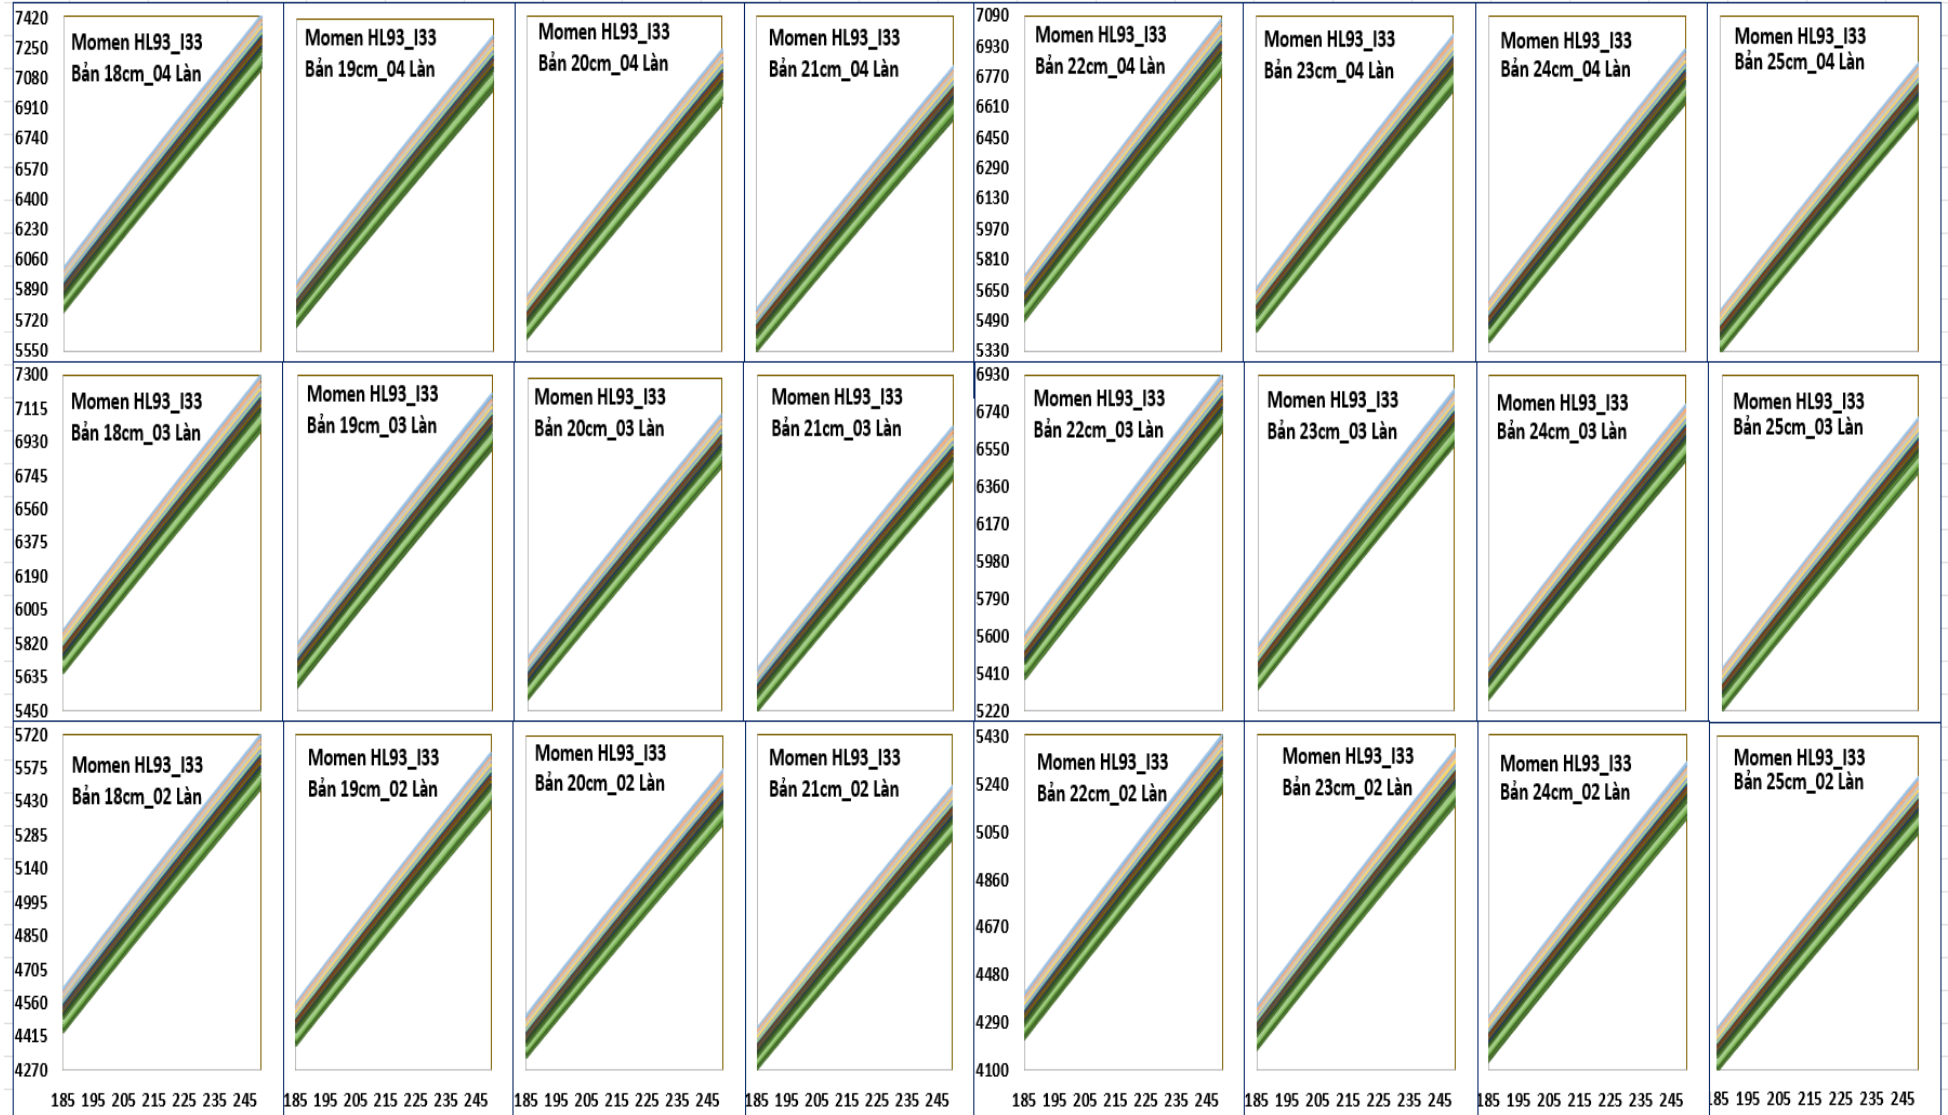 7420
7250
7080
6910
6740
6570
6400
6230
6060
5890
5720
5550
Momen HL93_I33
Bản 18cm_04 Làn
Momen HL93_I33
Bản 19cm_04 Làn
Momen HL93_I33
Bản 20cm_04 Làn
Momen HL93_I33
Bản 21cm_04 Làn
7090
6930
6770
6610
6450
6290
6130
5970
5810
5650
5490
5330
Momen HL93_I33
Bản 22cm_04 Làn
Momen HL93_I33
Bản 23cm_04 Làn
Momen HL93_I33
Bản 24cm_04 Làn
Momen HL93_I33
Bản 25cm_04 Làn
7300
7115
6930
6745
6560
6375
6190
6005
5820
5635
5450
Momen HL93_I33
Bản 18cm_03 Làn
Momen HL93_I33
Bản 19cm_03 Làn
Momen HL93_I33
Bản 20cm_03 Làn
Momen HL93_I33
Bản 21cm_03 Làn
6930
6740
6550
6360
6170
5980
5790
5600
5410
5220
Momen HL93_I33
Bản 22cm_03 Làn
Momen HL93_I33
Bản 23cm_03 Làn
Momen HL93_I33
Bản 24cm_03 Làn
Momen HL93_I33
Bản 25cm_03 Làn
5720
5575
5430
5285
5140
4995
4850
4705
4560
4415
4270
Momen HL93_I33
Bản 18cm_02 Làn
Momen HL93_I33
Bản 19cm_02 Làn
Momen HL93_I33
Bản 20cm_02 Làn
Momen HL93_I33
Bản 21cm_02 Làn
5430
5240
5050
4860
4670
4480
4290
4100
Momen HL93_I33
Bản 22cm_02 Làn
Momen HL93_I33
Bản 23cm_02 Làn
Momen HL93_I33
Bản 24cm_02 Làn
Momen HL93_I33
Bản 25cm_02 Làn
185 195 205 215 225 235 245
185 195 205 215 225 235 245
185 195 205 215 225 235 245
185 195 205 215 225 235 245
185 195 205 215 225 235 245
185 195 205 215 225 235 245
185 195 205 215 225 235 245
185 195 205 215 225 235 245